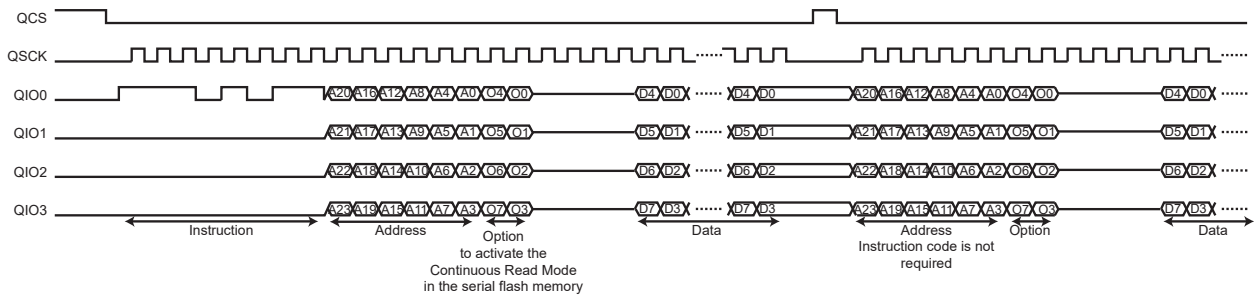 QCS
QSCK
QIO0 A20 A16 A12 A8 A4 A0 O4 O0 D4 D0 D4 D0 A20 A16 A12 A8 A4 A0 O4 O0 D4 D0
QIO1 A21 A17 A13 A9 A5 A1 O5 O1 D5 D1 D5 D1 A21 A17 A13 A9 A5 A1 O5 O1 D5 D1
QIO2 A22 A18 A14 A10 A6 A2 O6 O2 D6 D2 D6 D2 A22 A18 A14 A10 A6 A2 O6 O2 D6 D2
QIO3 A23 A19 A15 A11 A7 A3 O7 O3 D7 D3 D7 D3 A23 A19 A15 A11 A7 A3 O7 O3 D7 D3
Instruction
Address
Option
to activate the
Continuous Read Mode
in the serial flash memory
Data
Address
Instruction code is not
required
Option
Data